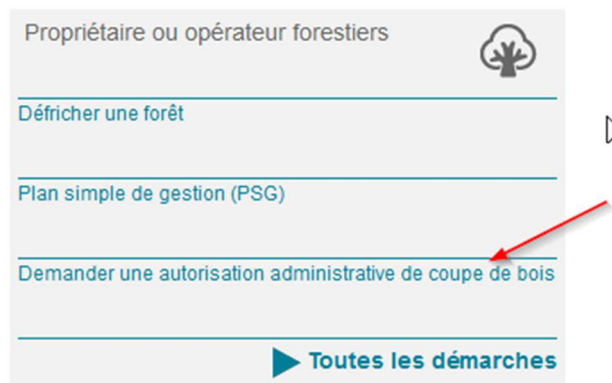 Propriétaire ou opérateur forestiers
Défricher une forêt
Plan simple de gestion (PSG)
Demander une autorisation administrative de coupe de bois
Toutes les démarches